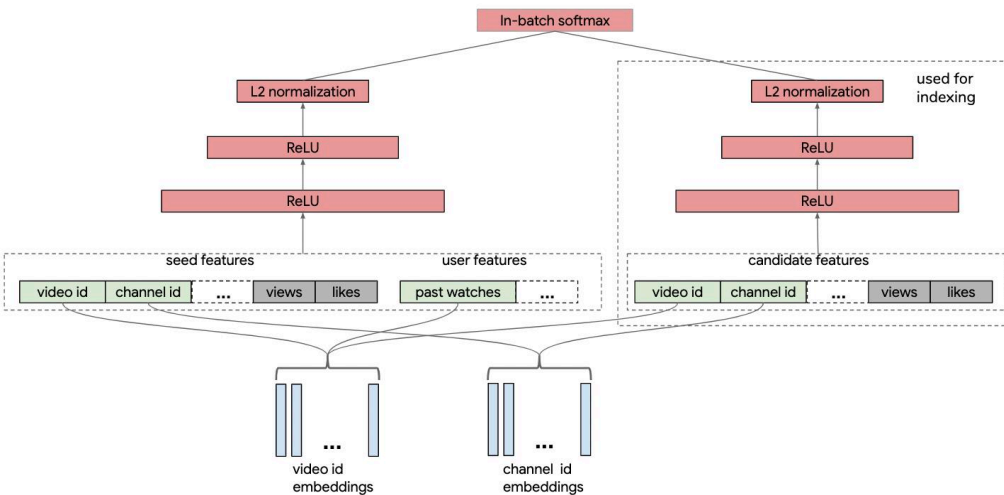 In-batch softmax
L2 normalization
L2 normalization
used for
indexing
ReLU
ReLU
ReLU
ReLU
seed features
user features
candidate features
video id
channel id
...
views
likes
past watches
...
video id
channel id
...
views
likes
...
...
video id
embeddings
channel id
embeddings